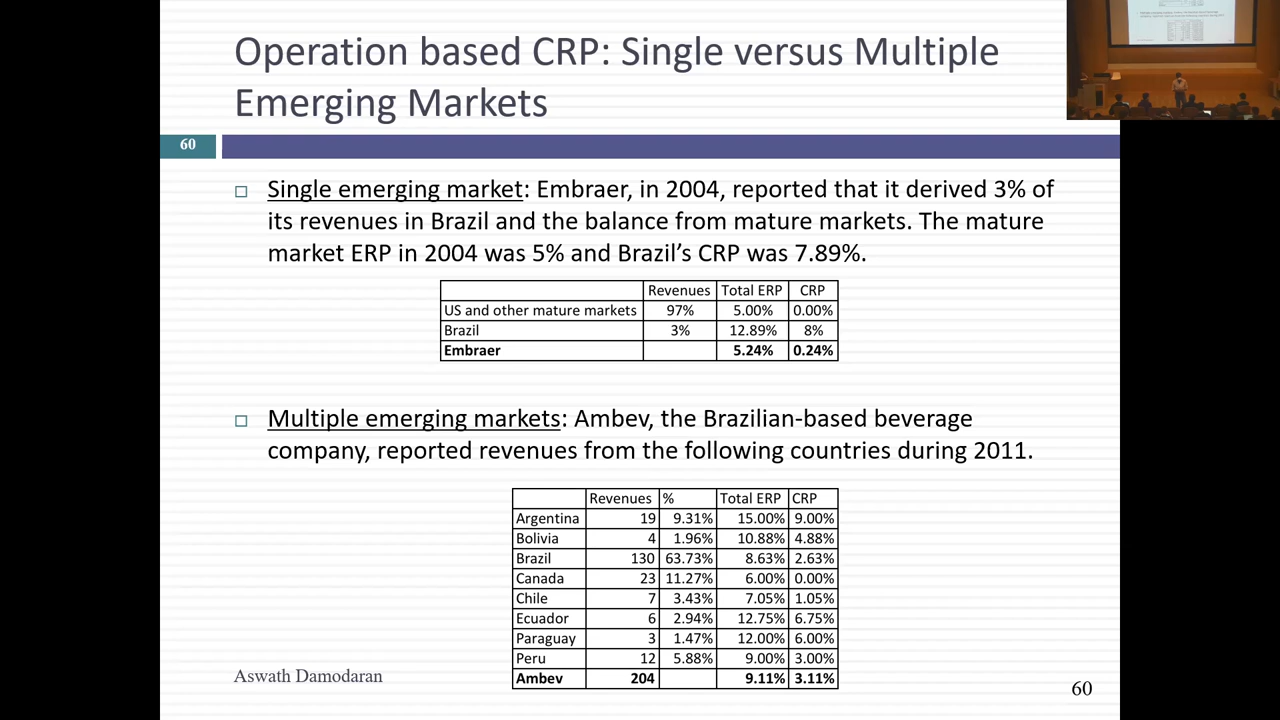 Operation based CRP: Single versus Multiple
Emerging Markets
60
Single emerging market: Embraer, in 2004, reported that it derived 3% of
its revenues in Brazil and the balance from mature markets. The mature
market ERP in 2004 was 5% and Brazil's CRP was 7.89%.
Revenues Total ERP CRP
US and other mature markets 97% 5.00% 0.00%
Brazil 3% 12.89% 8%
Embraer 5.24% 0.24%
Multiple emerging markets: Ambev, the Brazilian-based beverage
company, reported revenues from the following countries during 2011.
Revenues % Total ERP CRP
Argentina 19 9.31% 15.00% 9.00%
Bolivia 4 1.96% 10.88% 4.88%
Brazil 130 63.73% 8.63% 2.63%
Canada 23 11.27% 6.00% 0.00%
Chile 7 3.43% 7.05% 1.05%
Ecuador 6 2.94% 12.75% 6.75%
Paraguay 3 1.47% 12.00% 6.00%
Peru 12 5.88% 9.00% 3.00%
Ambev 204 9.11% 3.11%
Aswath Damodaran
60